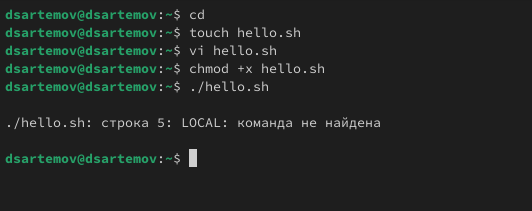 dsartemov@dsartemov:~$ cd
dsartemov@dsartemov:~$ touch hello.sh
dsartemov@dsartemov:~$ vi hello.sh
dsartemov@dsartemov:~$ chmod +x hello.sh
dsartemov@dsartemov:~$ ./hello.sh
./hello.sh: строка 5: LOCAL: команда не найдена
dsartemov@dsartemov:~$